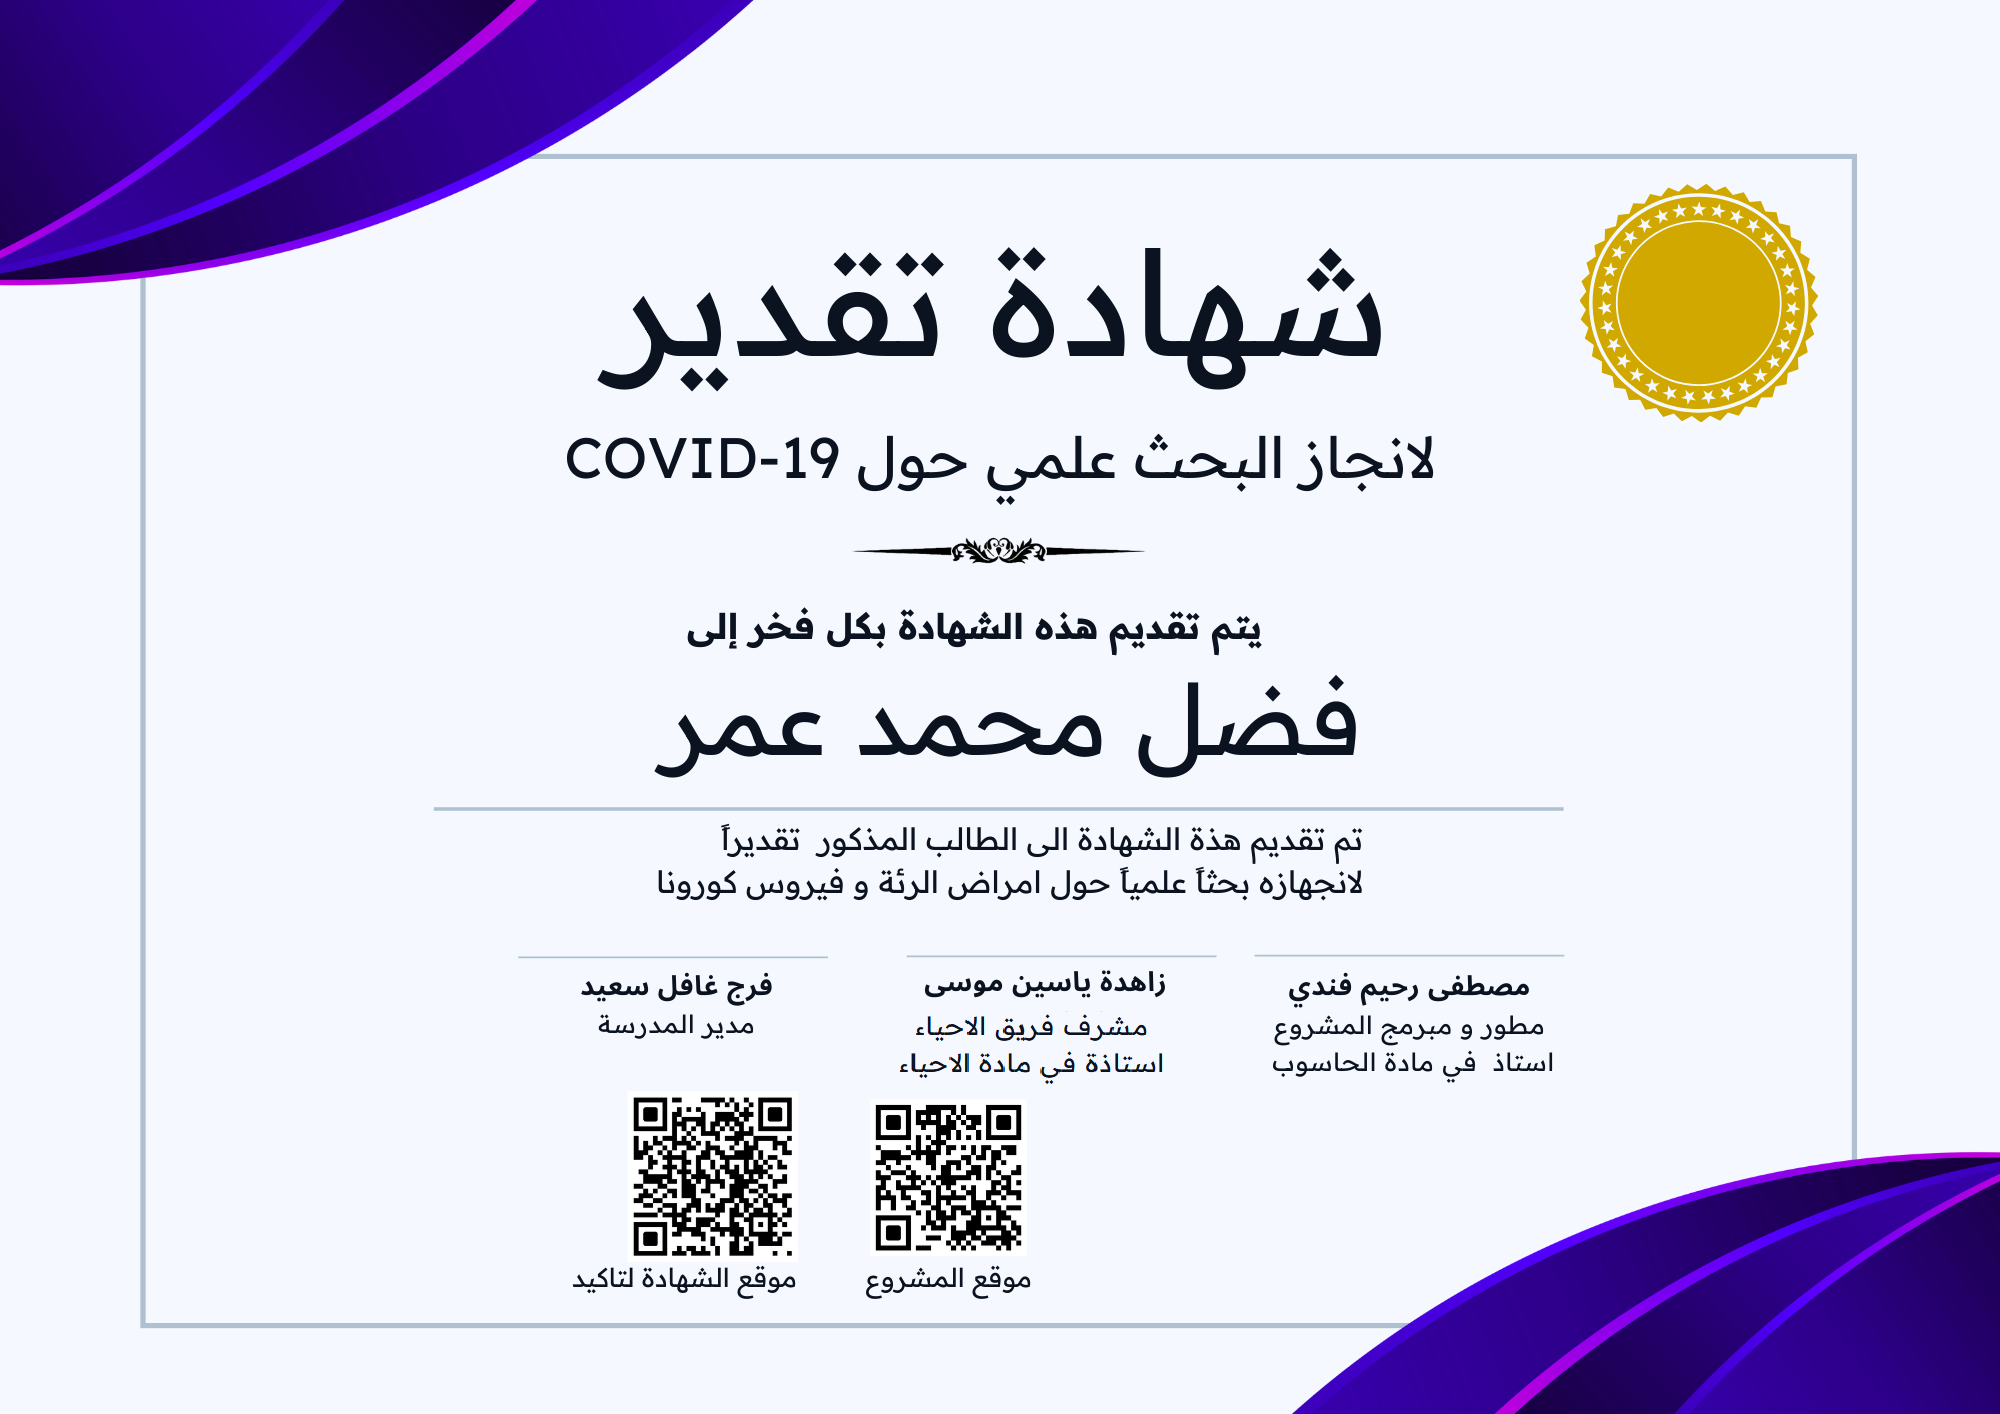 شهادة تقدير
لانجاز البحث علمي حول COVID-19
يتم تقديم هذه الشهادة بكل فخر إلى
فضل محمد عمر
تم تقديم هذة الشهادة الى الطالب المذكور تقديراً
لانجهازه بحثاً علمياً حول امراض الرئة و فيروس كورونا
مصطفى رحيم فندي
مطور و مبرمج المشروع
استاذ في مادة الحاسوب
زاهدة ياسين موسى
مشرف فريق الاحياء
استاذة في مادة الاحياء
فرج غافل سعيد
مدير المدرسة
موقع المشروع
موقع الشهادة لتاكيد